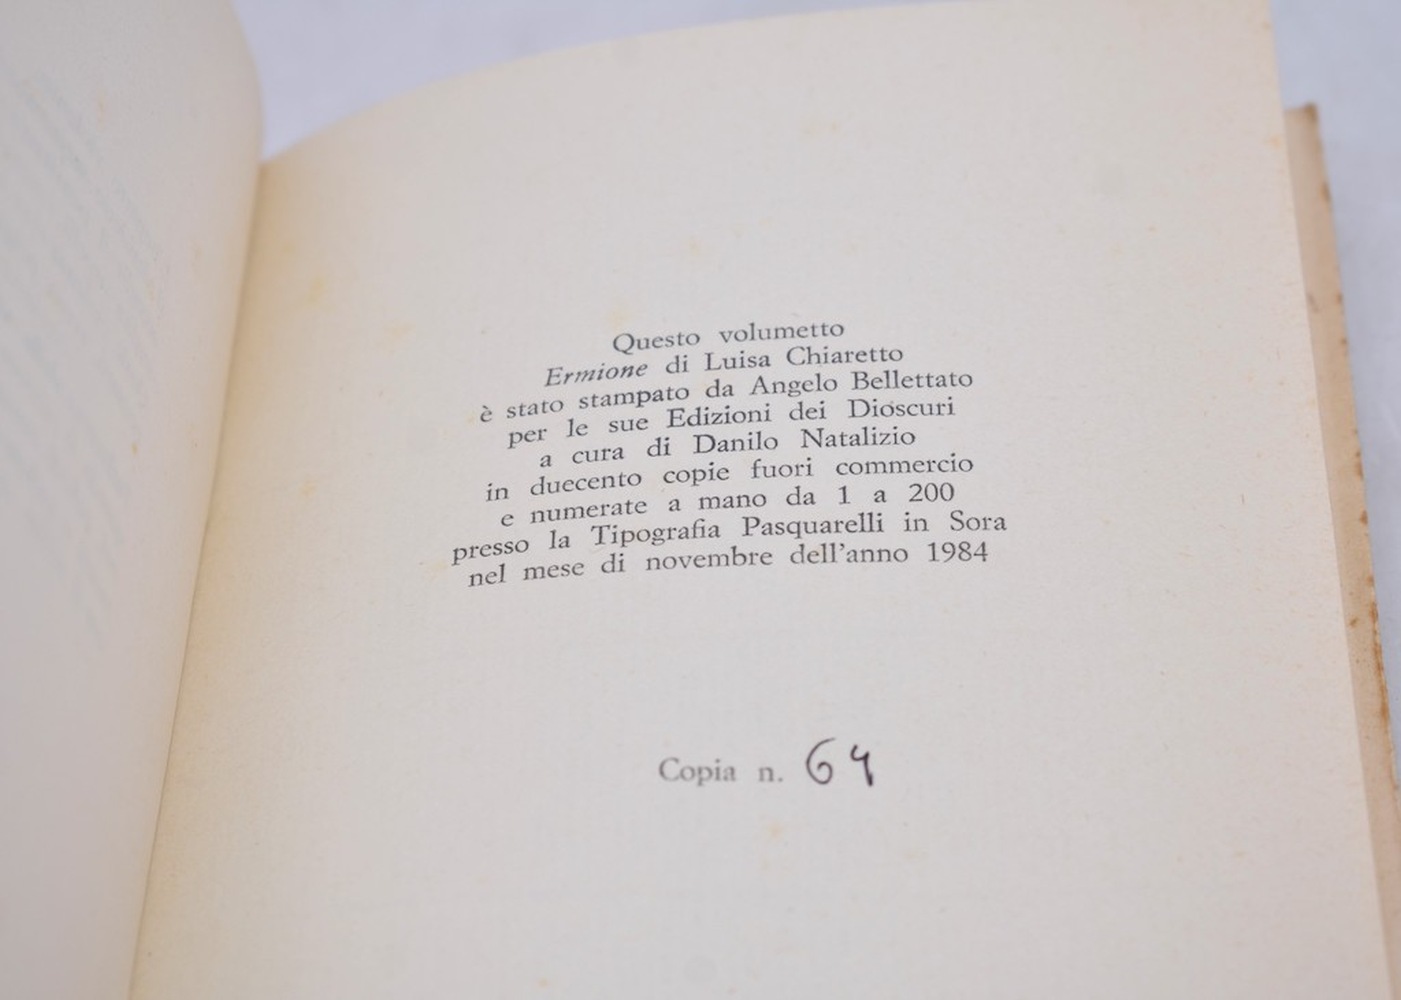 Questo volumetto
Ermione di Luisa Chiaretto
è stato stampato da Angelo Bellettato
per le sue Edizioni dei Dioscuri
a cura di Danilo Natalizio
in duecento copie fuori commercio
e numerate a mano da 1 a 200
presso la Tipografia Pasquarelli in Sora
nel mese di novembre dell'anno 1984
Copia n. 64